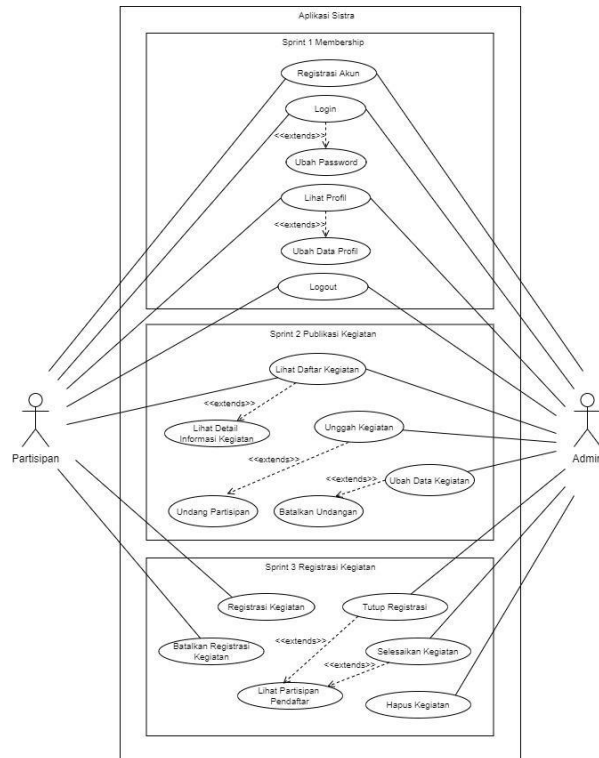 Aplikasi Sistra
Sprint 1 Membership
Registrasi Akun
Login
<<extends>>
Ubah Password
Lihat Profil
<<extends>>
Ubah Data Profil
Logout
Sprint 2 Publikasi Kegiatan
Lihat Daftar Kegiatan
<<extends>>
Lihat Detail
Informasi Kegiatan
Unggah Kegiatan
<<extends>>
Ubah Data Kegiatan
<<extends>>
Undang Partisipan
Batalkan Undangan
Partisipan
Admin
Sprint 3 Registrasi Kegiatan
Registrasi Kegiatan
Tutup Registrasi
<<extends>>
Batalkan Registrasi
Kegiatan
Selesaikan Kegiatan
<<extends>>
Lihat Partisipan
Pendaftar
Hapus Kegiatan